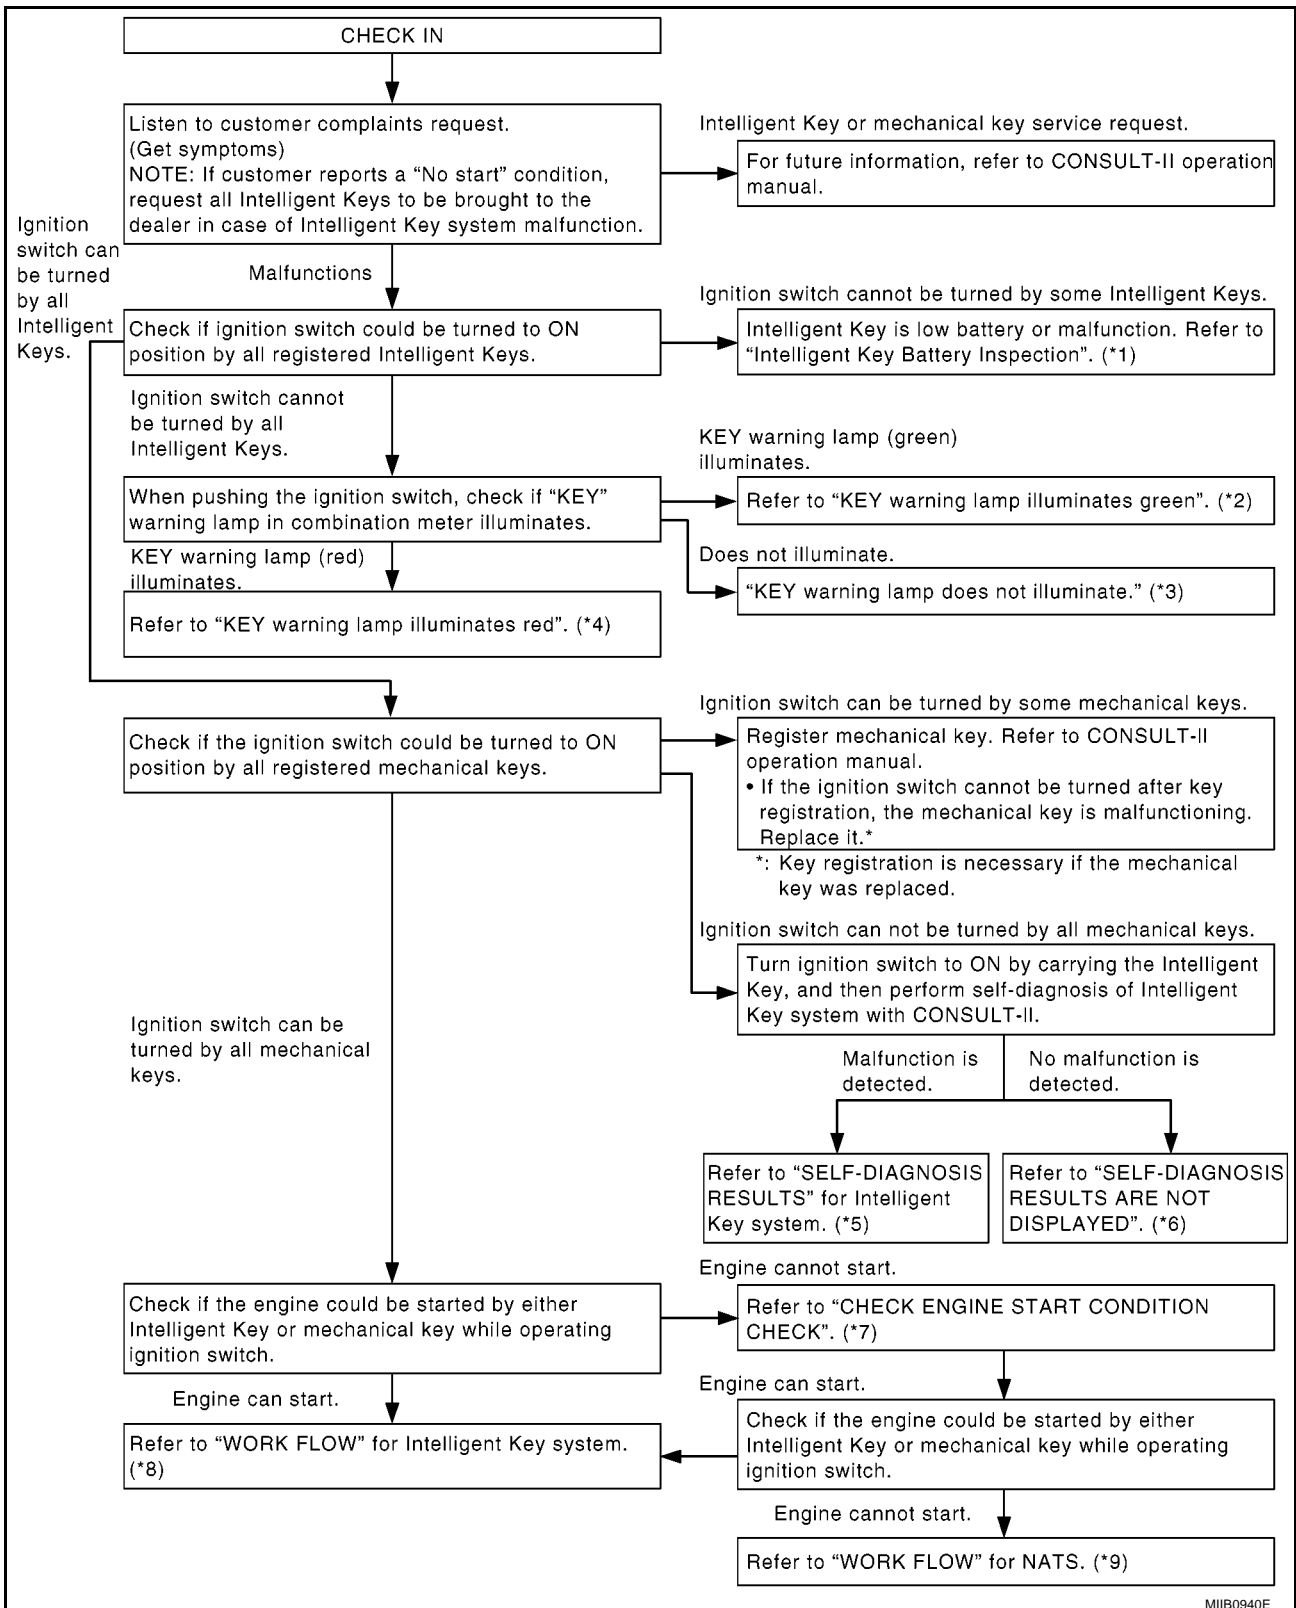 CHECK IN
Listen to customer complaints request.
(Get symptoms)
NOTE: If customer reports a “No start” condition,
request all Intelligent Keys to be brought to the
dealer in case of Intelligent Key system malfunction.
Intelligent Key or mechanical key service request.
For future information, refer to CONSULT-II operation
manual.
Ignition
switch can
be turned
by all
Intelligent
Keys.
Malfunctions
Check if ignition switch could be turned to ON
position by all registered Intelligent Keys.
Ignition switch cannot be turned by some Intelligent Keys.
Intelligent Key is low battery or malfunction. Refer to
“Intelligent Key Battery Inspection”. (*1)
Ignition switch cannot
be turned by all
Intelligent Keys.
When pushing the ignition switch, check if “KEY”
warning lamp in combination meter illuminates.
KEY warning lamp (green)
illuminates.
Refer to “KEY warning lamp illuminates green”. (*2)
Does not illuminate.
“KEY warning lamp does not illuminate.” (*3)
KEY warning lamp (red)
illuminates.
Refer to “KEY warning lamp illuminates red”. (*4)
Check if the ignition switch could be turned to ON
position by all registered mechanical keys.
Ignition switch can be turned by some mechanical keys.
Register mechanical key. Refer to CONSULT-II
operation manual.
• If the ignition switch cannot be turned after key
registration, the mechanical key is malfunctioning.
Replace it.*
*: Key registration is necessary if the mechanical
key was replaced.
Ignition switch can not be turned by all mechanical keys.
Turn ignition switch to ON by carrying the Intelligent
Key, and then perform self-diagnosis of Intelligent
Key system with CONSULT-II.
Ignition switch can be
turned by all mechanical
keys.
Malfunction is
detected.
No malfunction is
detected.
Refer to “SELF-DIAGNOSIS
RESULTS” for Intelligent
Key system. (*5)
Refer to “SELF-DIAGNOSIS
RESULTS ARE NOT
DISPLAYED”. (*6)
Check if the engine could be started by either
Intelligent Key or mechanical key while operating
ignition switch.
Engine cannot start.
Refer to “CHECK ENGINE START CONDITION
CHECK”. (*7)
Engine can start.
Refer to “WORK FLOW” for Intelligent Key system.
(*8)
Engine can start.
Check if the engine could be started by either
Intelligent Key or mechanical key while operating
ignition switch.
Engine cannot start.
Refer to “WORK FLOW” for NATS. (*9)
MIIB0940E